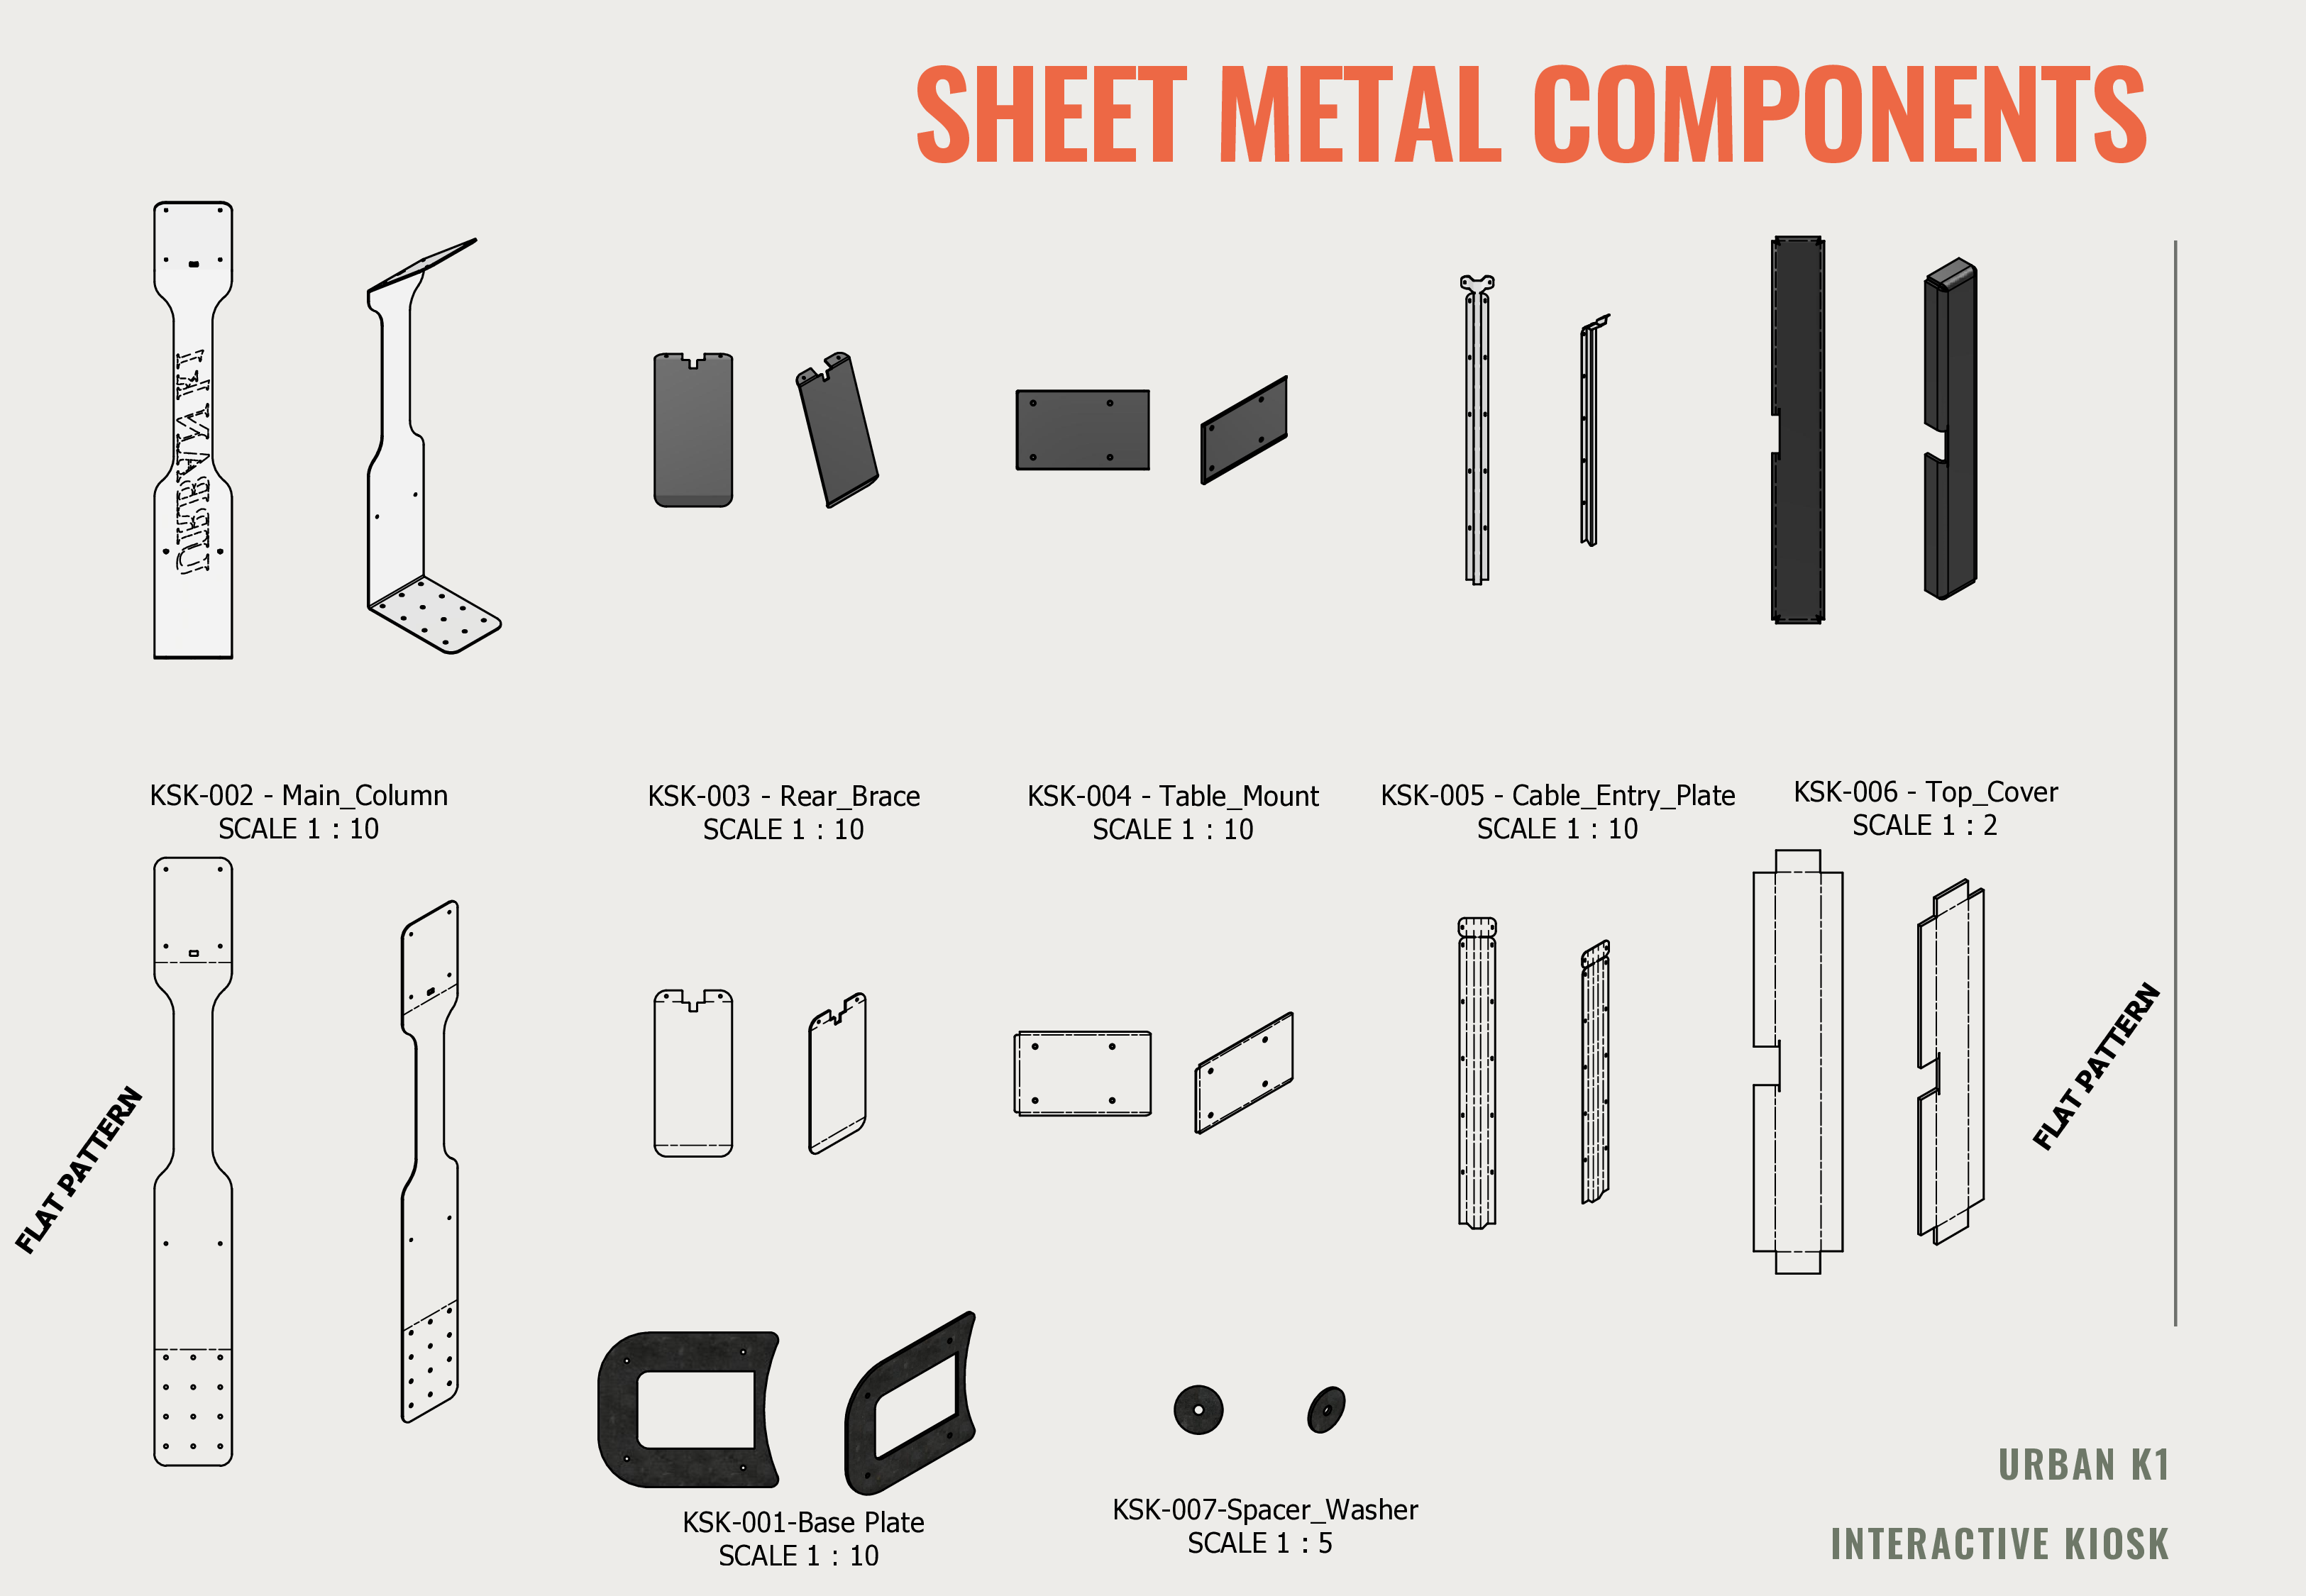 SHEET METAL COMPONENTS
URBAN K1
KSK-002 - Main_Column
SCALE 1 : 10
KSK-003 - Rear_Brace
SCALE 1 : 10
KSK-004 - Table_Mount
SCALE 1 : 10
KSK-005 - Cable_Entry_Plate
SCALE 1 : 10
KSK-006 - Top_Cover
SCALE 1 : 2
FLAT PATTERN
FLAT PATTERN
KSK-001-Base Plate
SCALE 1 : 10
KSK-007-Spacer_Washer
SCALE 1 : 5
URBAN K1
INTERACTIVE KIOSK